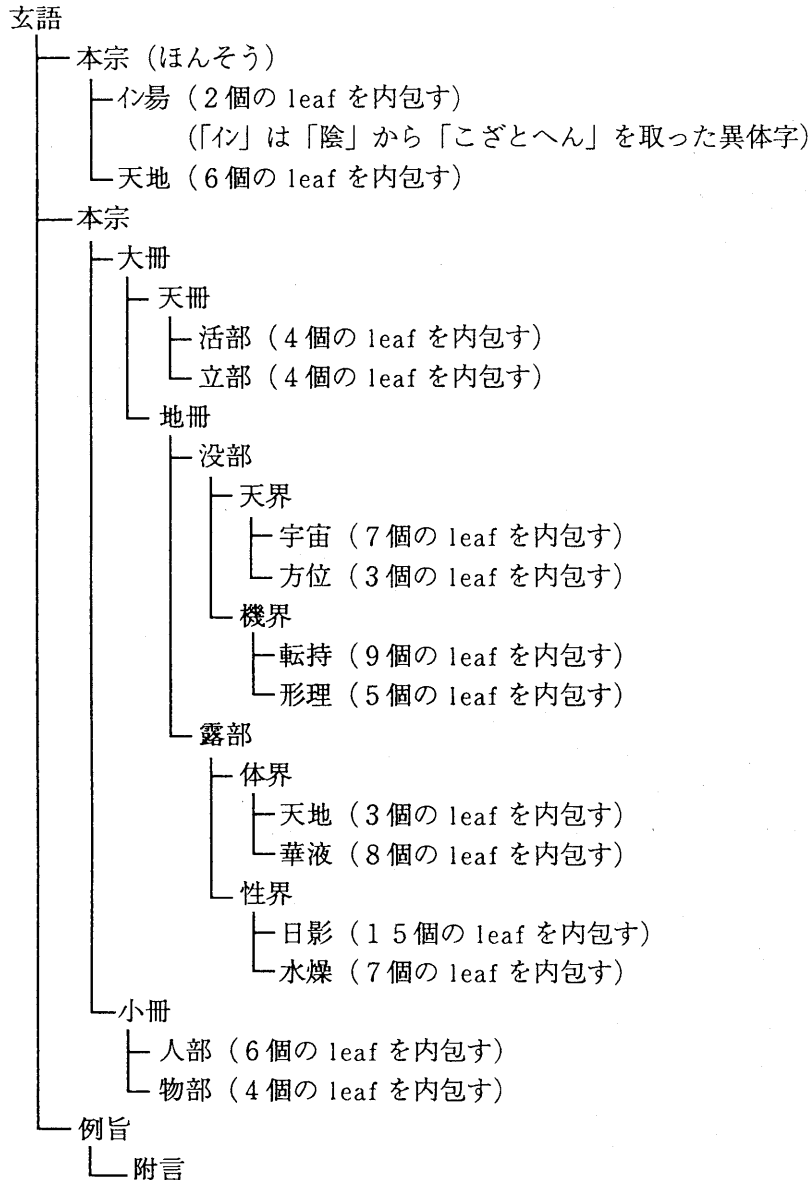 玄語
本宗（ほんそう）
イン昜（2個の leaf を内包す）
（「イン」は「陰」から「こざとへん」を取った異体字）
天地（6個の leaf を内包す）
本宗
大冊
天冊
活部（4個の leaf を内包す）
立部（4個の leaf を内包す）
地冊
没部
天界
宇宙（7個の leaf を内包す）
方位（3個の leaf を内包す）
機界
転持（9個の leaf を内包す）
形理（5個の leaf を内包す）
露部
体界
天地（3個の leaf を内包す）
華液（8個の leaf を内包す）
性界
日影（15個の leaf を内包す）
水燥（7個の leaf を内包す）
小冊
人部（6個の leaf を内包す）
物部（4個の leaf を内包す）
例旨
附言